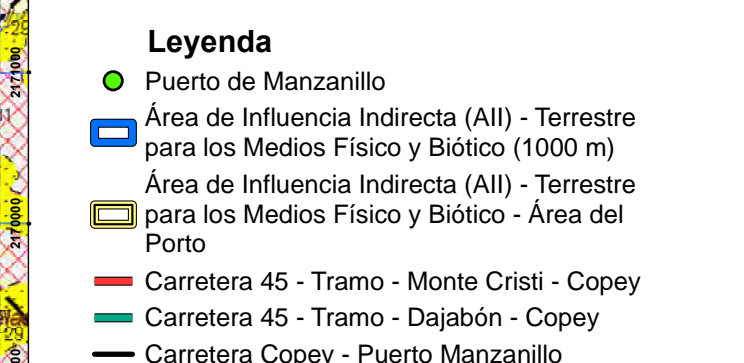 Leyenda
2171000
Puerto de Manzanillo
Área de Influencia Indirecta (AII) - Terrestre
para los Medios Físico y Biótico (1000 m)
Área de Influencia Indirecta (AII) - Terrestre
2170000
para los Medios Físico y Biótico - Área del
Porto
Carretera 45 - Tramo - Monte Cristi - Copey
Carretera 45 - Tramo - Dajabón - Copey
Carretera Copey - Puerto Manzanillo